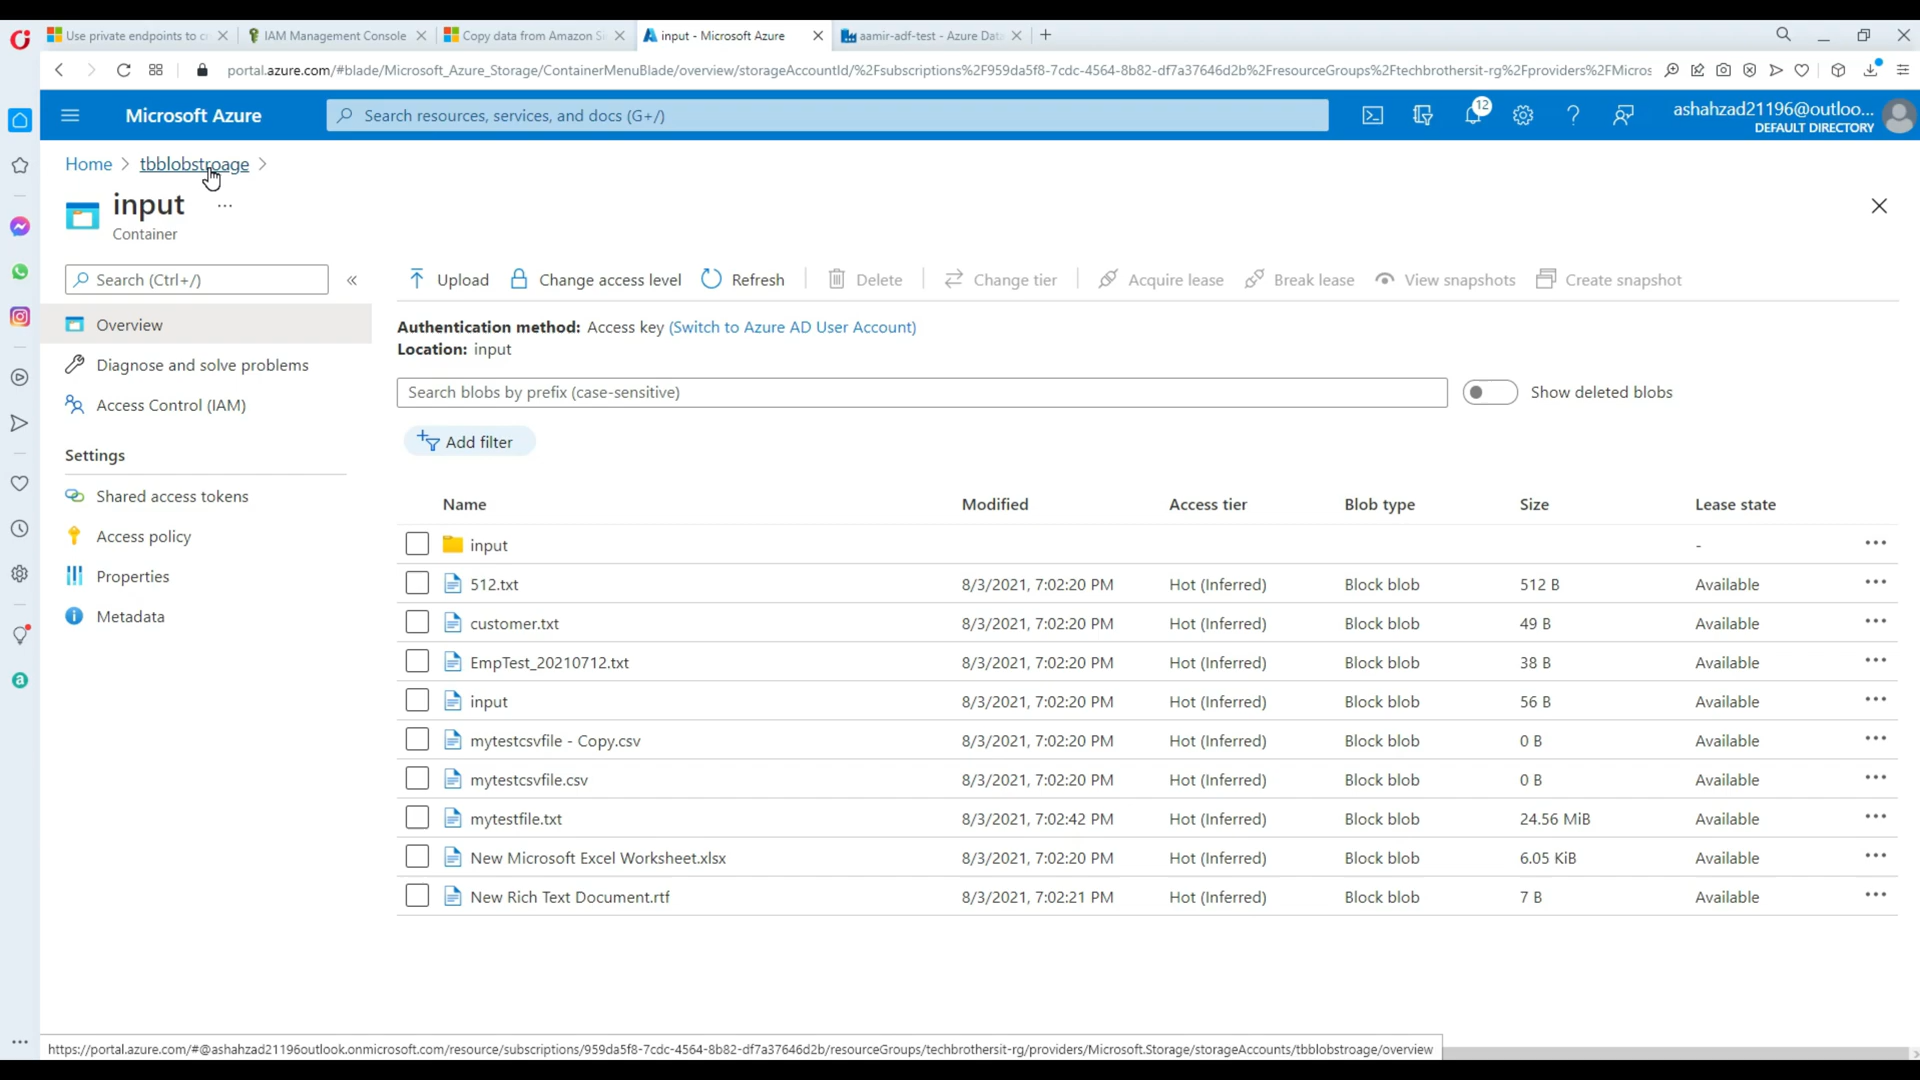 Use private endpoints to c
IAM Management Console
Copy data from Amazon Si
input - Microsoft Azure
aamir-adf-test - Azure Data
portal.azure.com/#blade/Microsoft_Azure_Storage/ContainerMenuBlade/overview/storageAccountId/%2Fsubscriptions%2F959da5f8-7cdc-4564-8b82-df7a37646d2b%2FresourceGroups%2Ftechbrothersit-rg%2Fproviders%2FMicros
Microsoft Azure
Search resources, services, and docs (G+/)
12
ashahzad21196@outloo...
DEFAULT DIRECTORY
Home > tbblobstroage >
input ...
Container
Search (Ctrl+/)
«
Upload
Change access level
Refresh
Delete
Change tier
Acquire lease
Break lease
View snapshots
Create snapshot
Overview
Diagnose and solve problems
Access Control (IAM)
Settings
Shared access tokens
Access policy
Properties
Metadata
Authentication method: Access key (Switch to Azure AD User Account)
Location: input
Search blobs by prefix (case-sensitive)
Show deleted blobs
Add filter
Name Modified Access tier Blob type Size Lease state
input - ...
512.txt 8/3/2021, 7:02:20 PM Hot (Inferred) Block blob 512 B Available ...
customer.txt 8/3/2021, 7:02:20 PM Hot (Inferred) Block blob 49 B Available ...
EmpTest_20210712.txt 8/3/2021, 7:02:20 PM Hot (Inferred) Block blob 38 B Available ...
input 8/3/2021, 7:02:20 PM Hot (Inferred) Block blob 56 B Available ...
mytestcsvfile - Copy.csv 8/3/2021, 7:02:20 PM Hot (Inferred) Block blob 0 B Available ...
mytestcsvfile.csv 8/3/2021, 7:02:20 PM Hot (Inferred) Block blob 0 B Available ...
mytestfile.txt 8/3/2021, 7:02:42 PM Hot (Inferred) Block blob 24.56 MiB Available ...
New Microsoft Excel Worksheet.xlsx 8/3/2021, 7:02:20 PM Hot (Inferred) Block blob 6.05 KiB Available ...
New Rich Text Document.rtf 8/3/2021, 7:02:21 PM Hot (Inferred) Block blob 7 B Available ...
https://portal.azure.com/#@ashahzad21196outlook.onmicrosoft.com/resource/subscriptions/959da5f8-7cdc-4564-8b82-df7a37646d2b/resourceGroups/techbrothersit-rg/providers/Microsoft.Storage/storageAccounts/tbblobstroage/overview